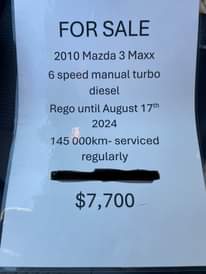 FOR SALE
2010 Mazda 3 Maxx
6 speed manual turbo
diesel
Rego until August 17th
2024
145 000km- serviced
regularly
$7,700